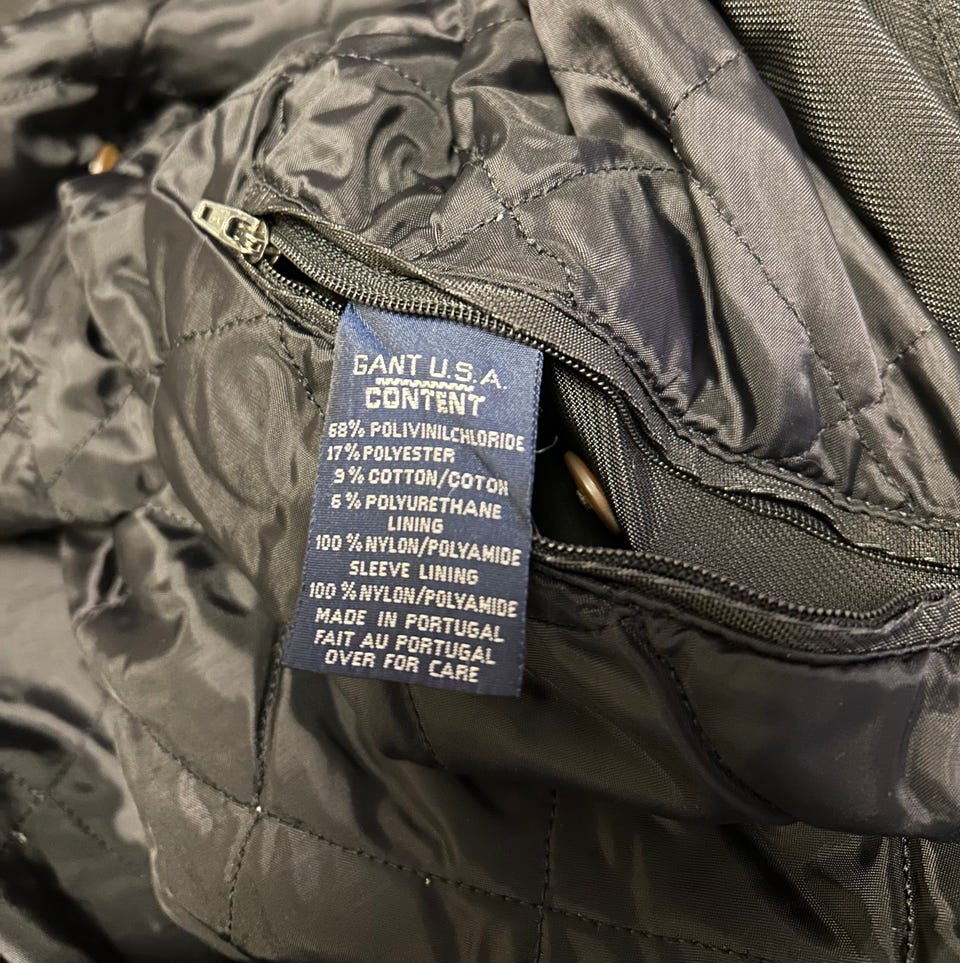 GANT U.S.A.
CONTENT
68% POLIVINILCHLORIDE
17% POLYESTER
9% COTTON/COTON
6% POLYURETHANE
LINING
100% NYLON/POLYAMIDE
SLEEVE LINING
100% NYLON/POLYAMIDE
MADE IN PORTUGAL
FAIT AU PORTUGAL
OVER FOR CARE